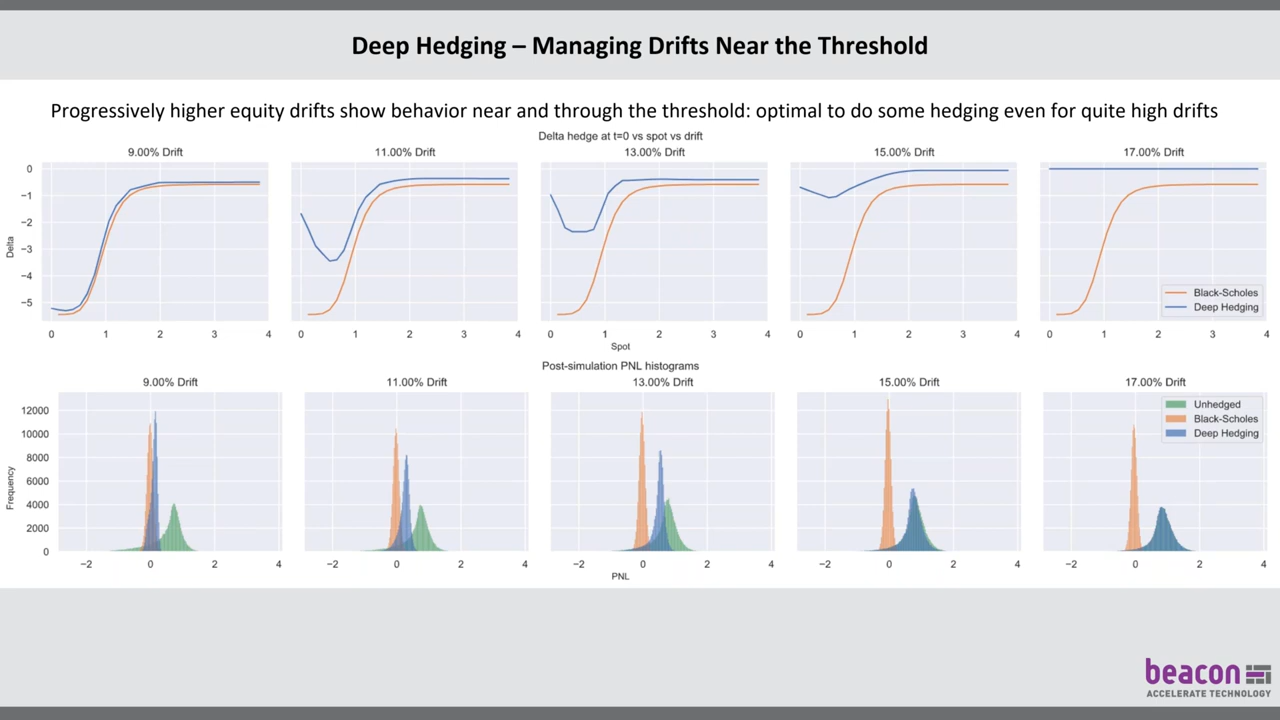 Deep Hedging – Managing Drifts Near the Threshold
Progressively higher equity drifts show behavior near and through the threshold: optimal to do some hedging even for quite high drifts
Delta hedge at t=0 vs spot vs drift
9.00% Drift 11.00% Drift 13.00% Drift 15.00% Drift 17.00% Drift
0
−1
−2
−3
−4
−5
Delta
Black-Scholes
Deep Hedging
0 1 2 3 4 0 1 2 3 4 0 1 2 3 4 0 1 2 3 4 0 1 2 3 4
Spot
Post-simulation PNL histograms
9.00% Drift 11.00% Drift 13.00% Drift 15.00% Drift 17.00% Drift
12000
10000
8000
6000
4000
2000
0
Frequency
Unhedged
Black-Scholes
Deep Hedging
−2 0 2 4 −2 0 2 4 −2 0 2 4 −2 0 2 4 −2 0 2 4
PNL
beacon
ACCELERATE TECHNOLOGY